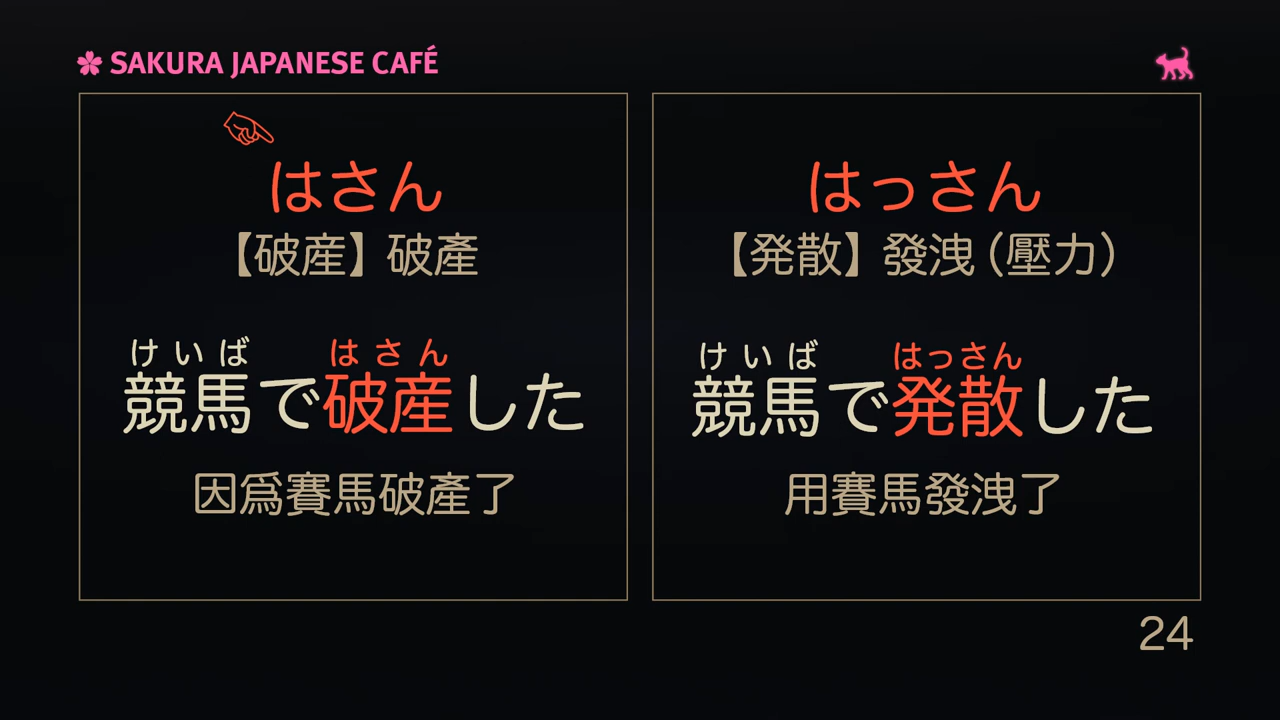 SAKURA JAPANESE CAFÉ
はさん
【破産】破產
けいば はさん
競馬で破産した
因爲賽馬破產了
はっさん
【発散】發洩(壓力)
けいば はっさん
競馬で発散した
用賽馬發洩了
24